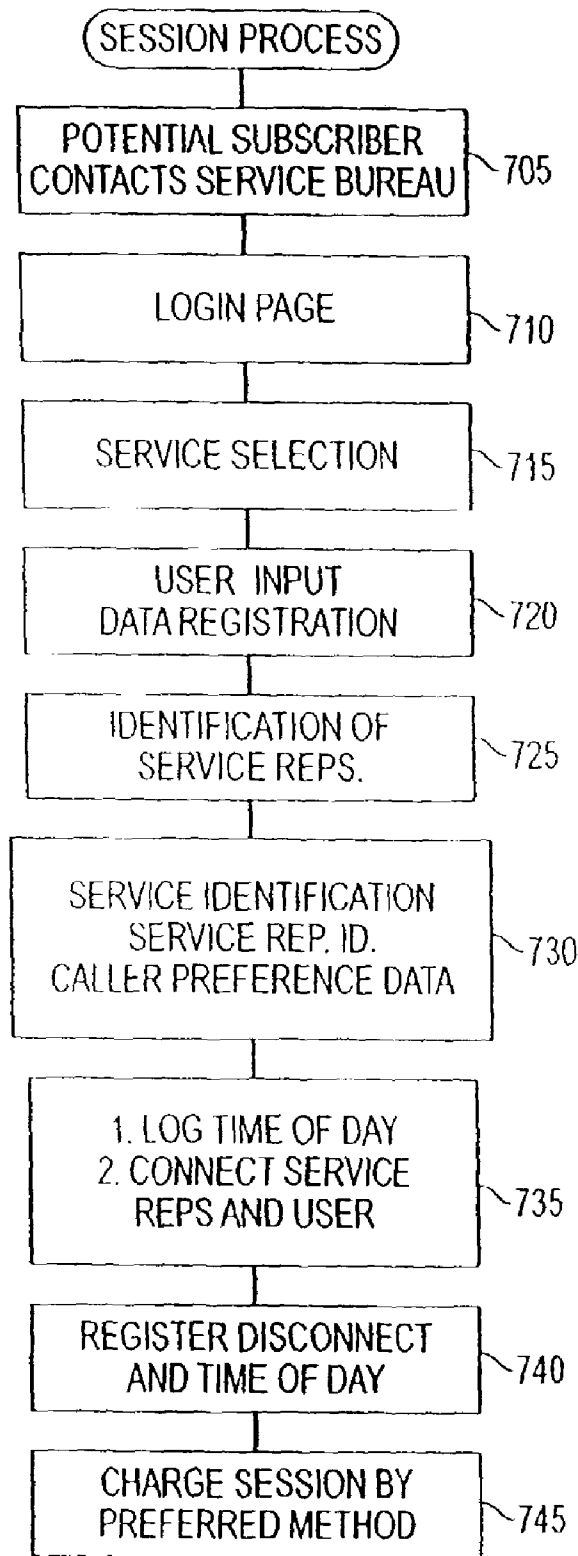 SESSION PROCESS
POTENTIAL SUBSCRIBER
CONTACTS SERVICE BUREAU
705
LOGIN PAGE
710
SERVICE SELECTION
715
USER INPUT
DATA REGISTRATION
720
IDENTIFICATION OF
SERVICE REPS.
725
SERVICE IDENTIFICATION
SERVICE REP. ID.
CALLER PREFERENCE DATA
730
1. LOG TIME OF DAY
2. CONNECT SERVICE
REPS AND USER
735
REGISTER DISCONNECT
AND TIME OF DAY
740
CHARGE SESSION BY
PREFERRED METHOD
745